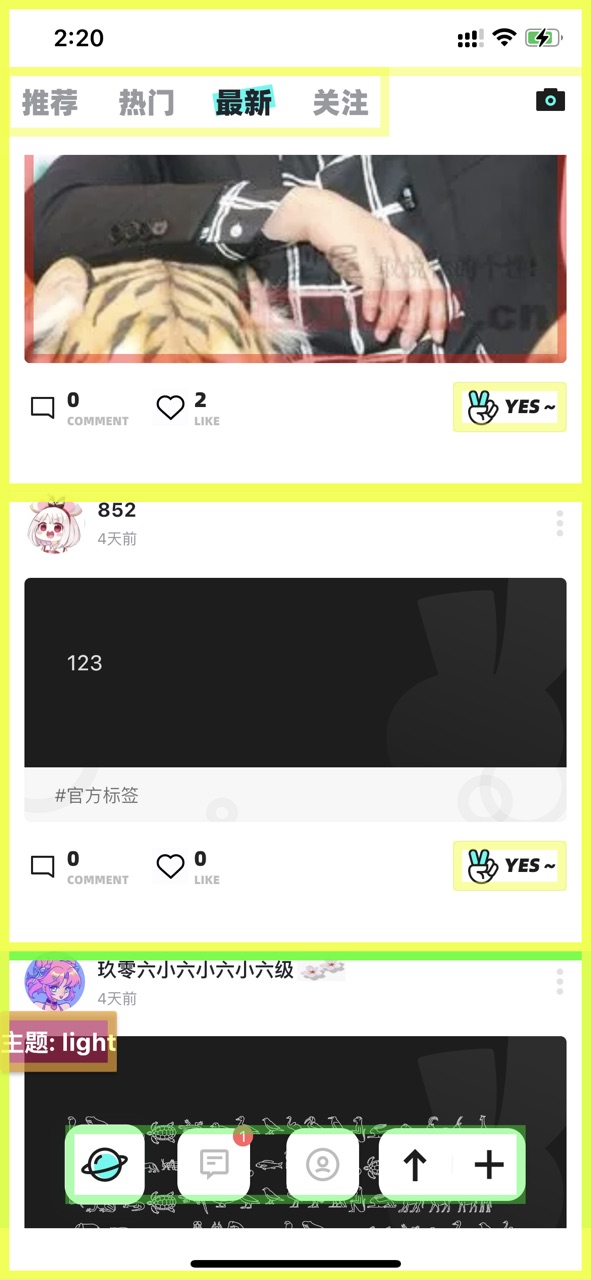 2:20
推荐 热门 最新 关注
0 COMMENT 2 LIKE YES ~
852
4天前
123
#官方标签
0 COMMENT 0 LIKE YES ~
玖零六小六小六小六级
4天前
主题: light
1